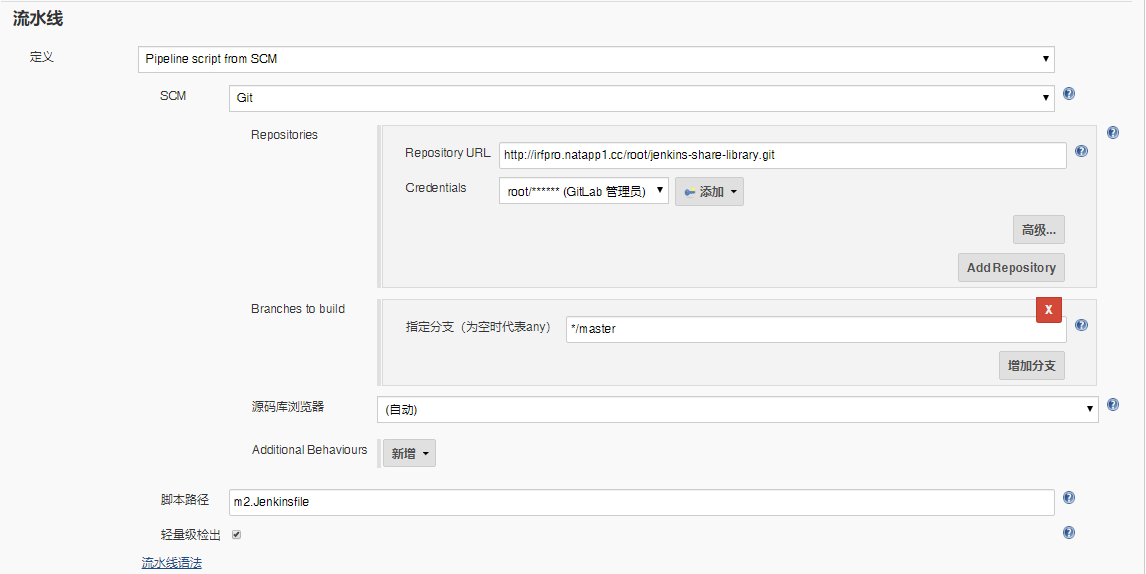 流水线
定义
Pipeline script from SCM
SCM
Git
Repositories
Repository URL
http://irfpro.natapp1.cc/root/jenkins-share-library.git
Credentials
root/****** (GitLab 管理员)
添加
高级...
Add Repository
Branches to build
X
指定分支（为空时代表any）
*/master
增加分支
源码库浏览器
(自动)
Additional Behaviours
新增
脚本路径
m2.Jenkinsfile
轻量级检出
流水线语法